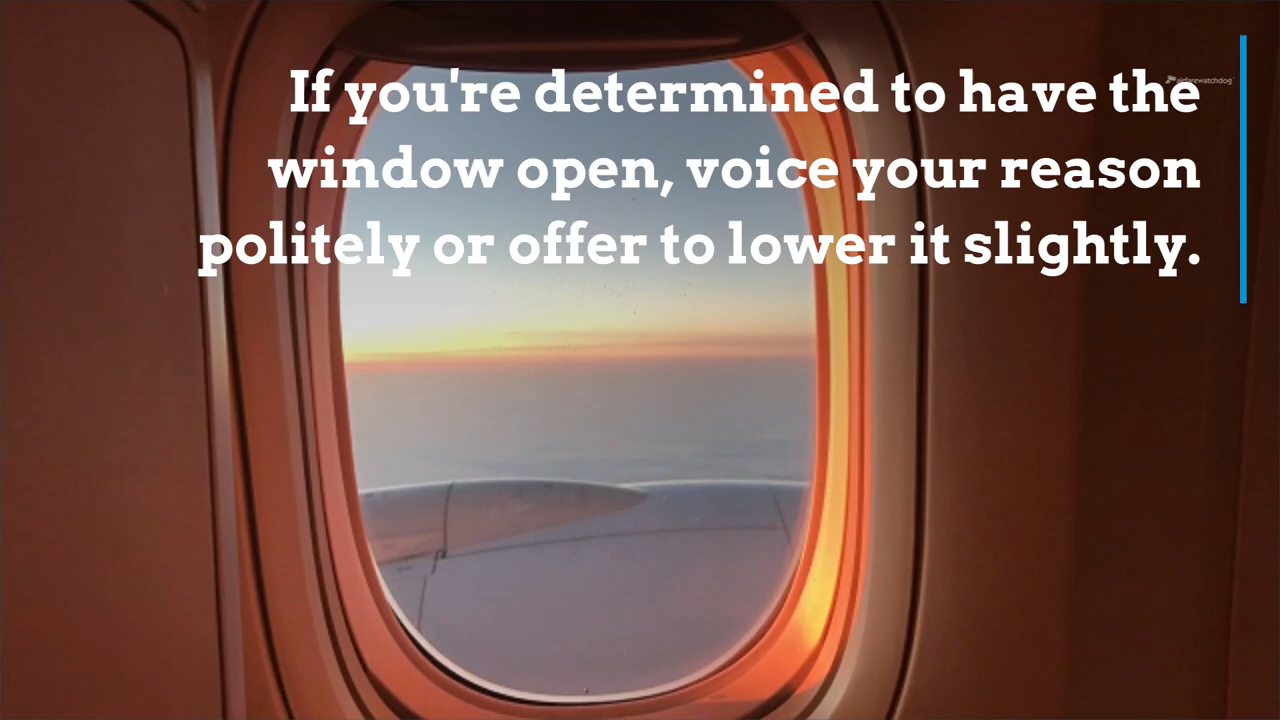 If you're determined to have the
airfarewatchdog
window open, voice your reason
politely or offer to lower it slightly.